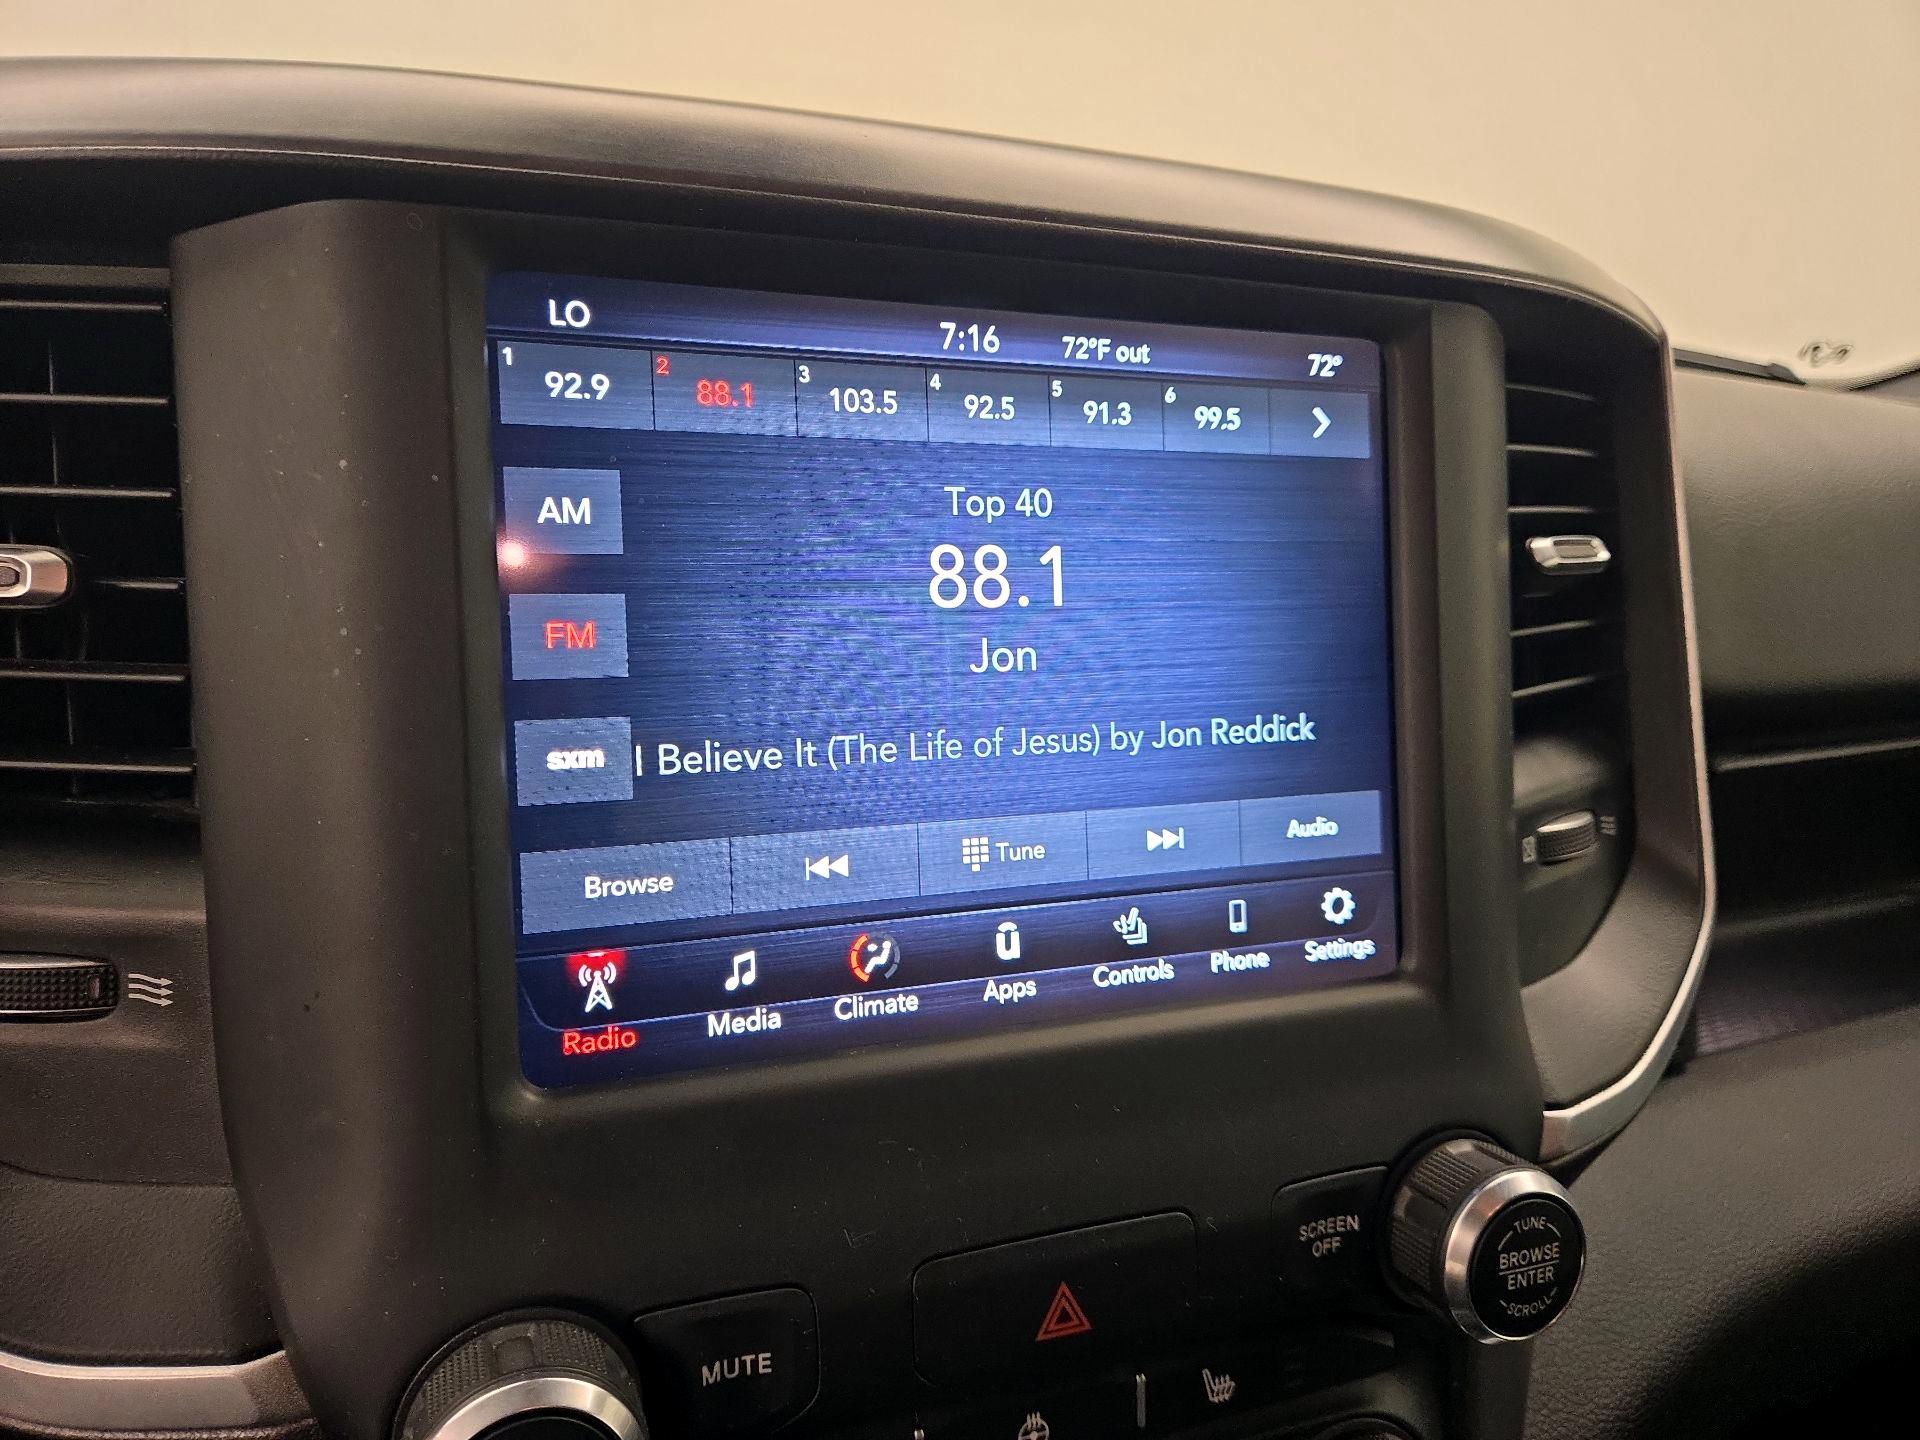 LO 7:16 72°F out 72°
1 92.9 2 88.1 3 103.5 4 92.5 5 91.3 6 99.5
AM
Top 40
88.1
FM
Jon
sxm
I Believe It (The Life of Jesus) by Jon Reddick
Browse Tune Audio
Radio Media Climate Apps Controls Phone Settings
SCREEN
OFF
TUNE
BROWSE
ENTER
SCROLL
MUTE